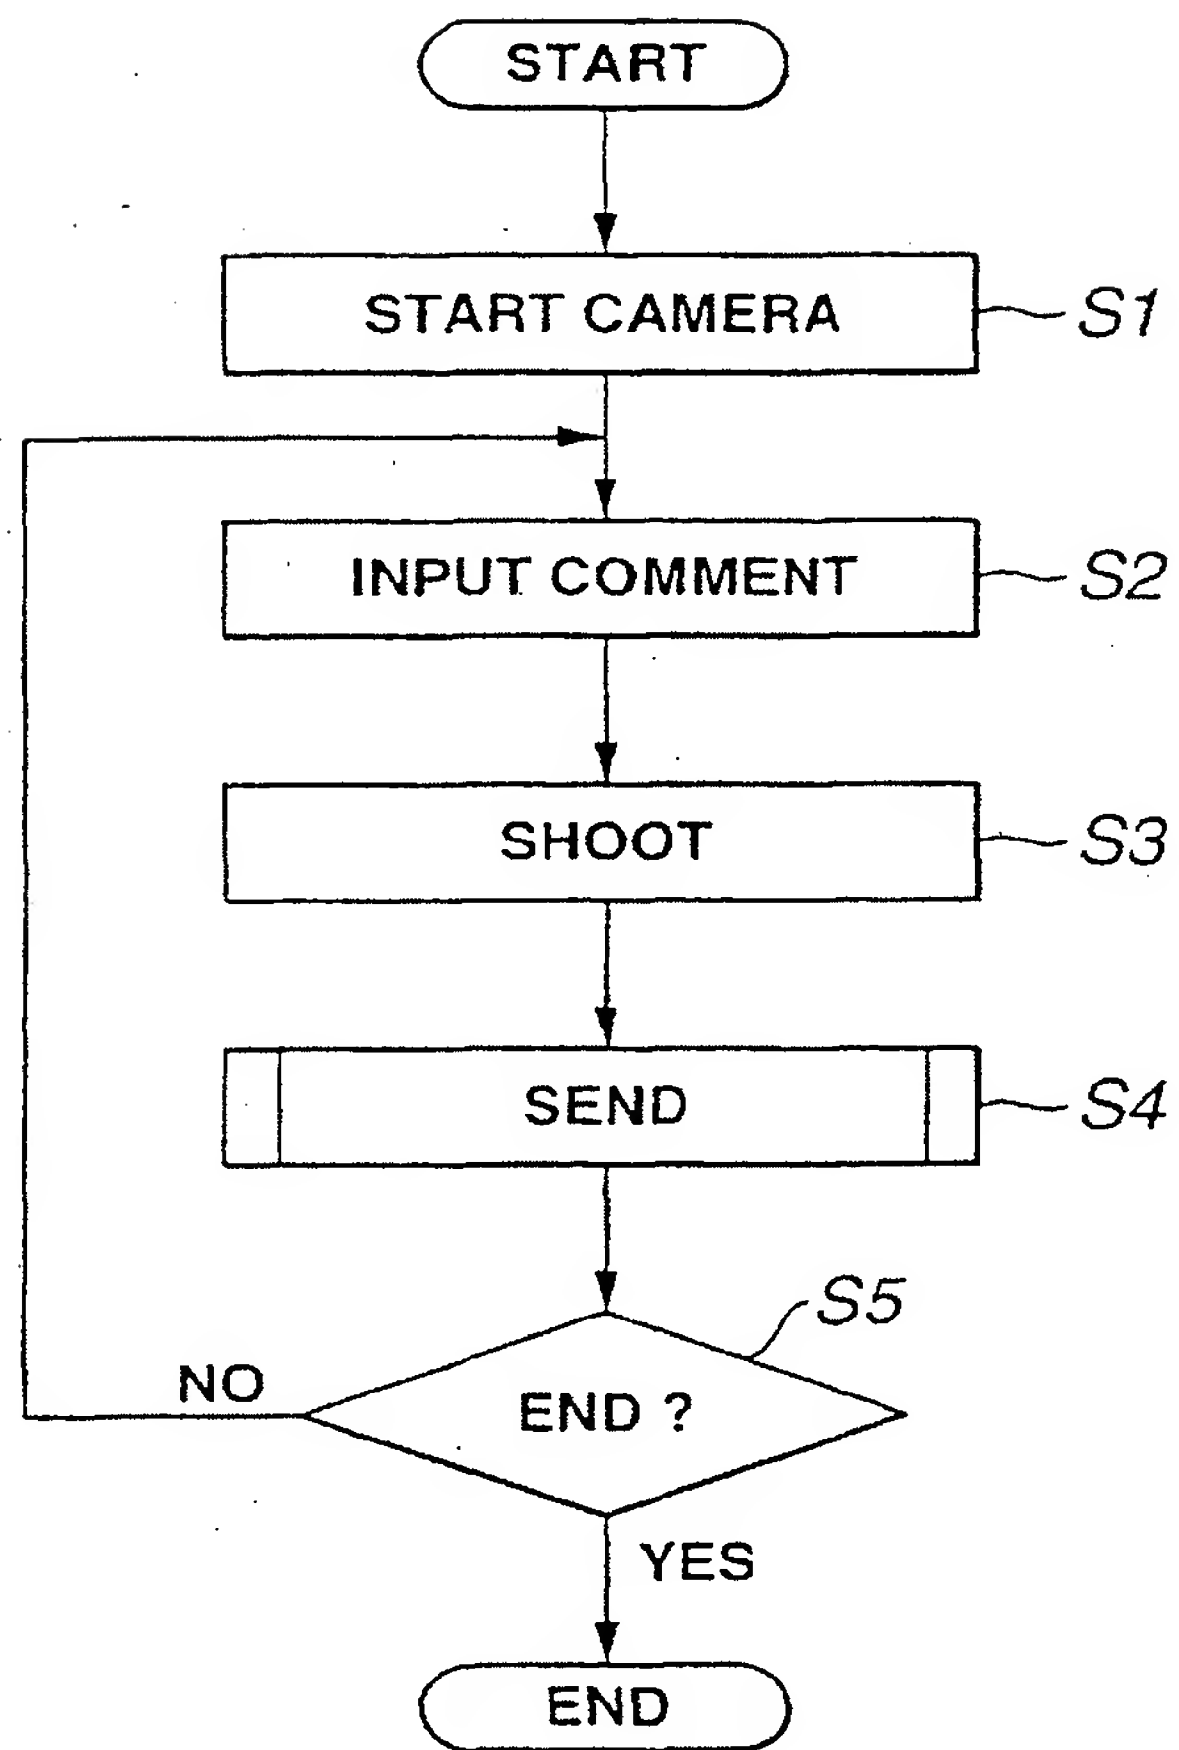 START
START CAMERA S1
INPUT COMMENT S2
SHOOT S3
SEND S4
S5
NO
END ?
YES
END